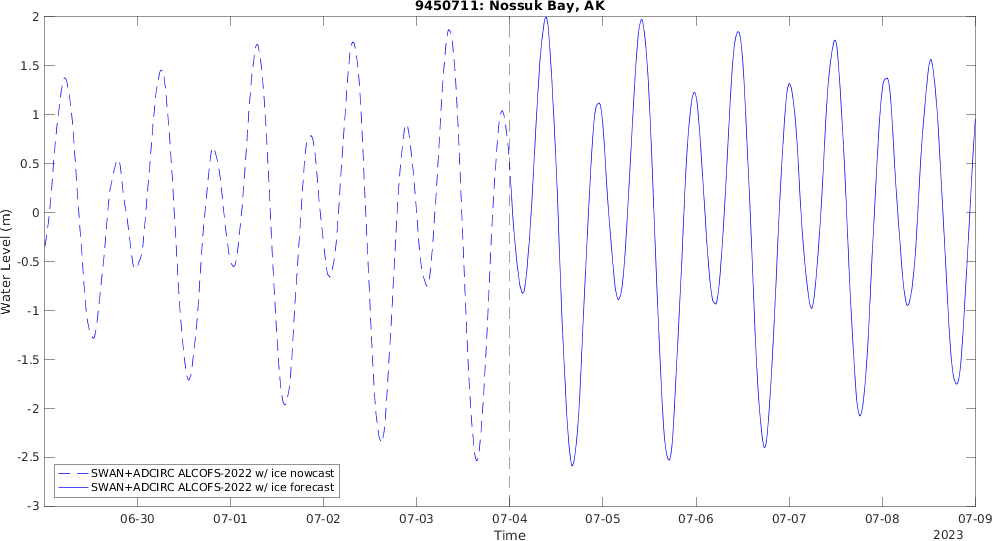 9450711: Nossuk Bay, AK
2
1.5
1
0.5
0
-0.5
-1
-1.5
-2
-2.5
-3
Water Level (m)
SWAN+ADCIRC ALCOFS-2022 w/ ice nowcast
SWAN+ADCIRC ALCOFS-2022 w/ ice forecast
06-30 07-01 07-02 07-03 07-04 07-05 07-06 07-07 07-08 07-09
Time
2023